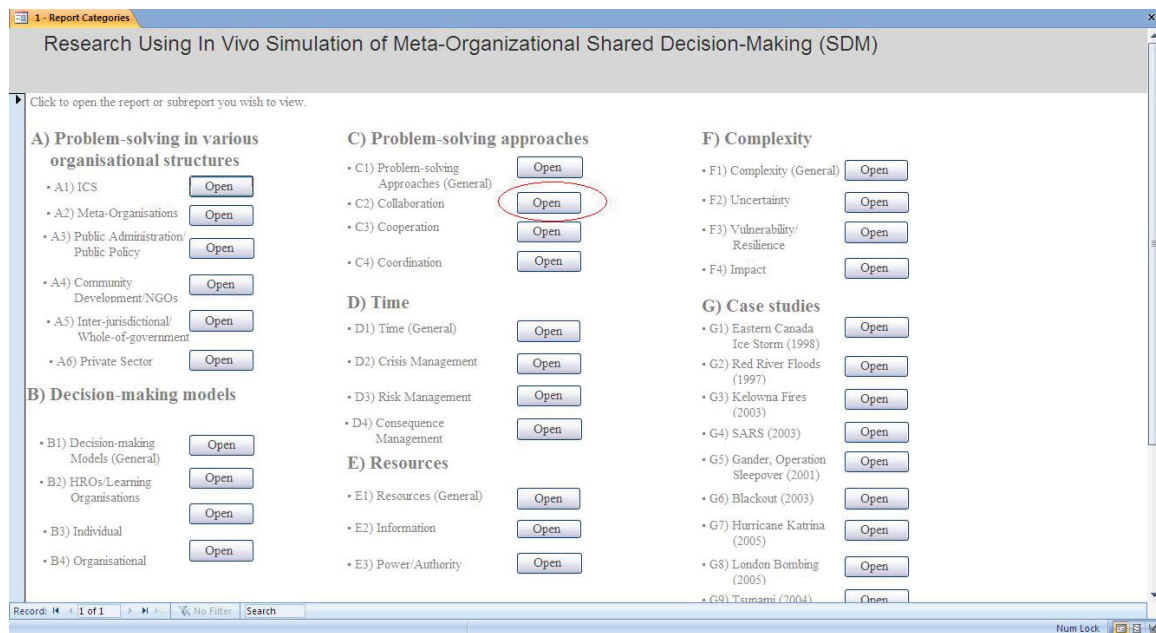 1 - Report Categories
Research Using In Vivo Simulation of Meta-Organizational Shared Decision-Making (SDM)
Click to open the report or subreport you wish to view.
A) Problem-solving in various
organisational structures
• A1) ICS Open
• A2) Meta-Organisations Open
• A3) Public Administration/
Public Policy Open
• A4) Community Open
Development/NGOs
• A5) Inter-jurisdictional/ Open
Whole-of-government
• A6) Private Sector Open
B) Decision-making models
• B1) Decision-making Open
Models (General)
• B2) HROs/Learning Open
Organisations
Open
• B3) Individual
Open
• B4) Organisational
C) Problem-solving approaches
• C1) Problem-solving Open
Approaches (General)
• C2) Collaboration Open
• C3) Cooperation Open
• C4) Coordination Open
D) Time
• D1) Time (General) Open
• D2) Crisis Management Open
• D3) Risk Management Open
• D4) Consequence Open
Management
E) Resources
• E1) Resources (General) Open
• E2) Information Open
• E3) Power/Authority Open
F) Complexity
• F1) Complexity (General) Open
• F2) Uncertainty Open
• F3) Vulnerability/ Open
Resilience
• F4) Impact Open
G) Case studies
• G1) Eastern Canada Open
Ice Storm (1998)
• G2) Red River Floods Open
(1997)
• G3) Kelowna Fires Open
(2003)
• G4) SARS (2003) Open
• G5) Gander, Operation Open
Sleepover (2001)
• G6) Blackout (2003) Open
• G7) Hurricane Katrina Open
(2005)
• G8) London Bombing Open
(2005)
• G9) Tsunami (2004) Open
Record: 1 of 1 No Filter Search
Num Lock